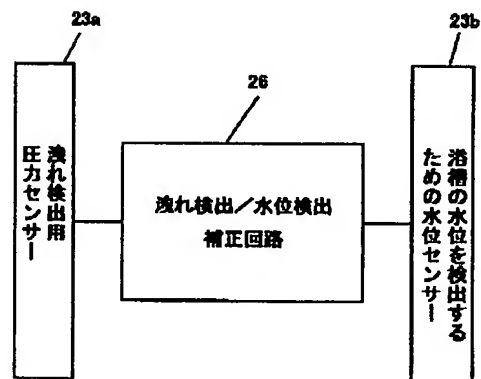 23a
23b
26
洩れ検出用
圧力センサー
洩れ検出／水位検出
補正回路
浴槽の水位を検出する
ための水位センサー